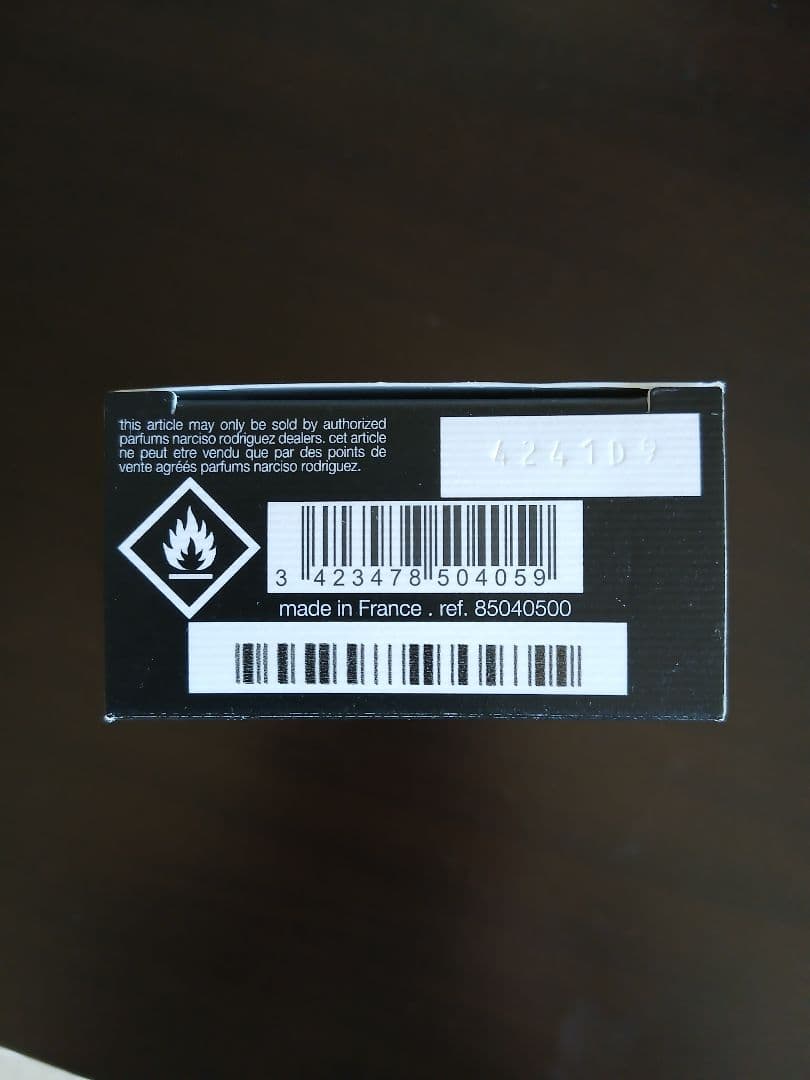 this article may only be sold by authorized
parfums narciso rodriguez dealers. cet article
ne peut etre vendu que par des points de
vente agréés parfums narciso rodriguez.
4241D9
3 423478 504059
made in France . ref. 85040500